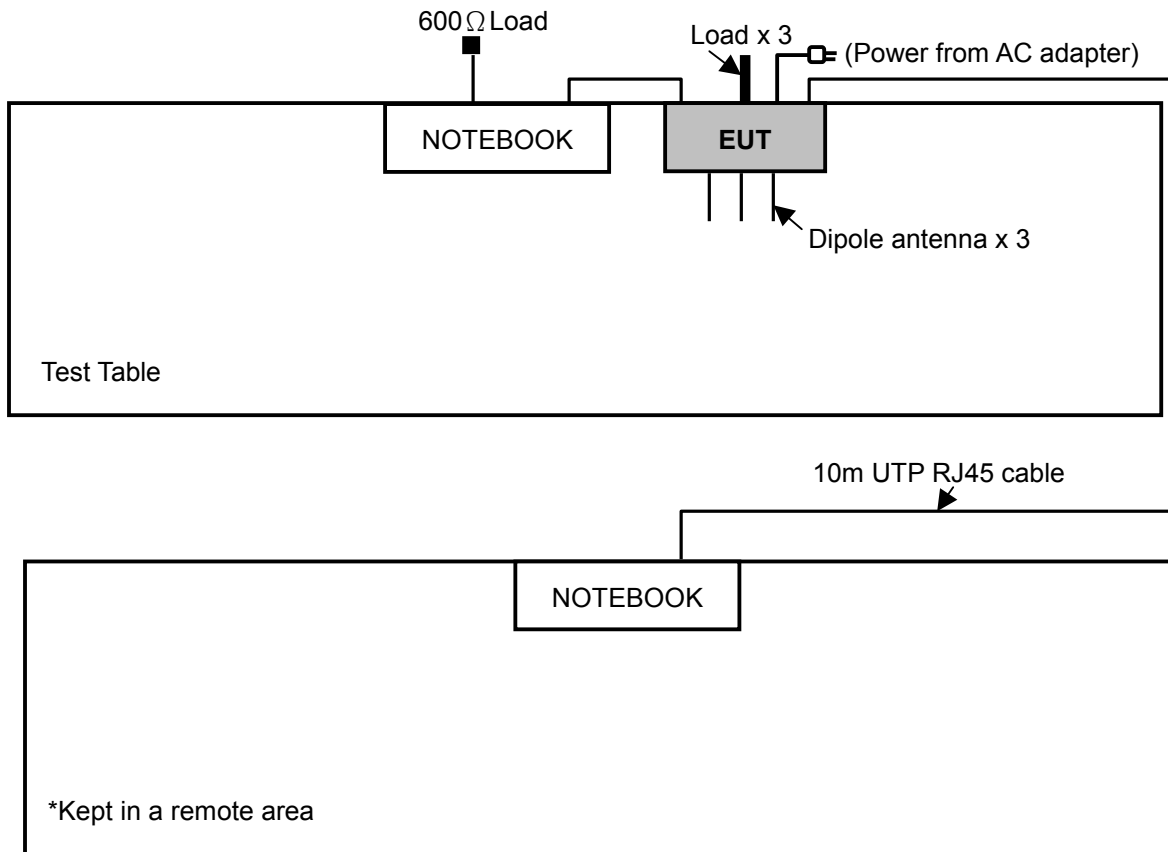 600Ω Load
Load x 3
(Power from AC adapter)
NOTEBOOK
EUT
Dipole antenna x 3
Test Table
10m UTP RJ45 cable
NOTEBOOK
*Kept in a remote area